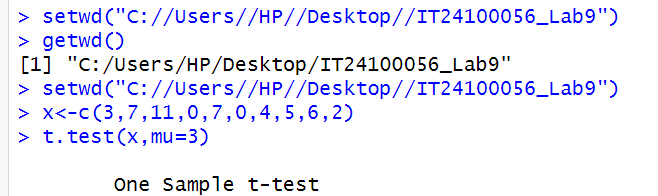 > setwd("C://Users//HP//Desktop//IT24100056_Lab9")
> getwd()
[1] "C:/Users/HP/Desktop/IT24100056_Lab9"
> setwd("C://Users//HP//Desktop//IT24100056_Lab9")
> x<-c(3,7,11,0,7,0,4,5,6,2)
> t.test(x,mu=3)
One Sample t-test